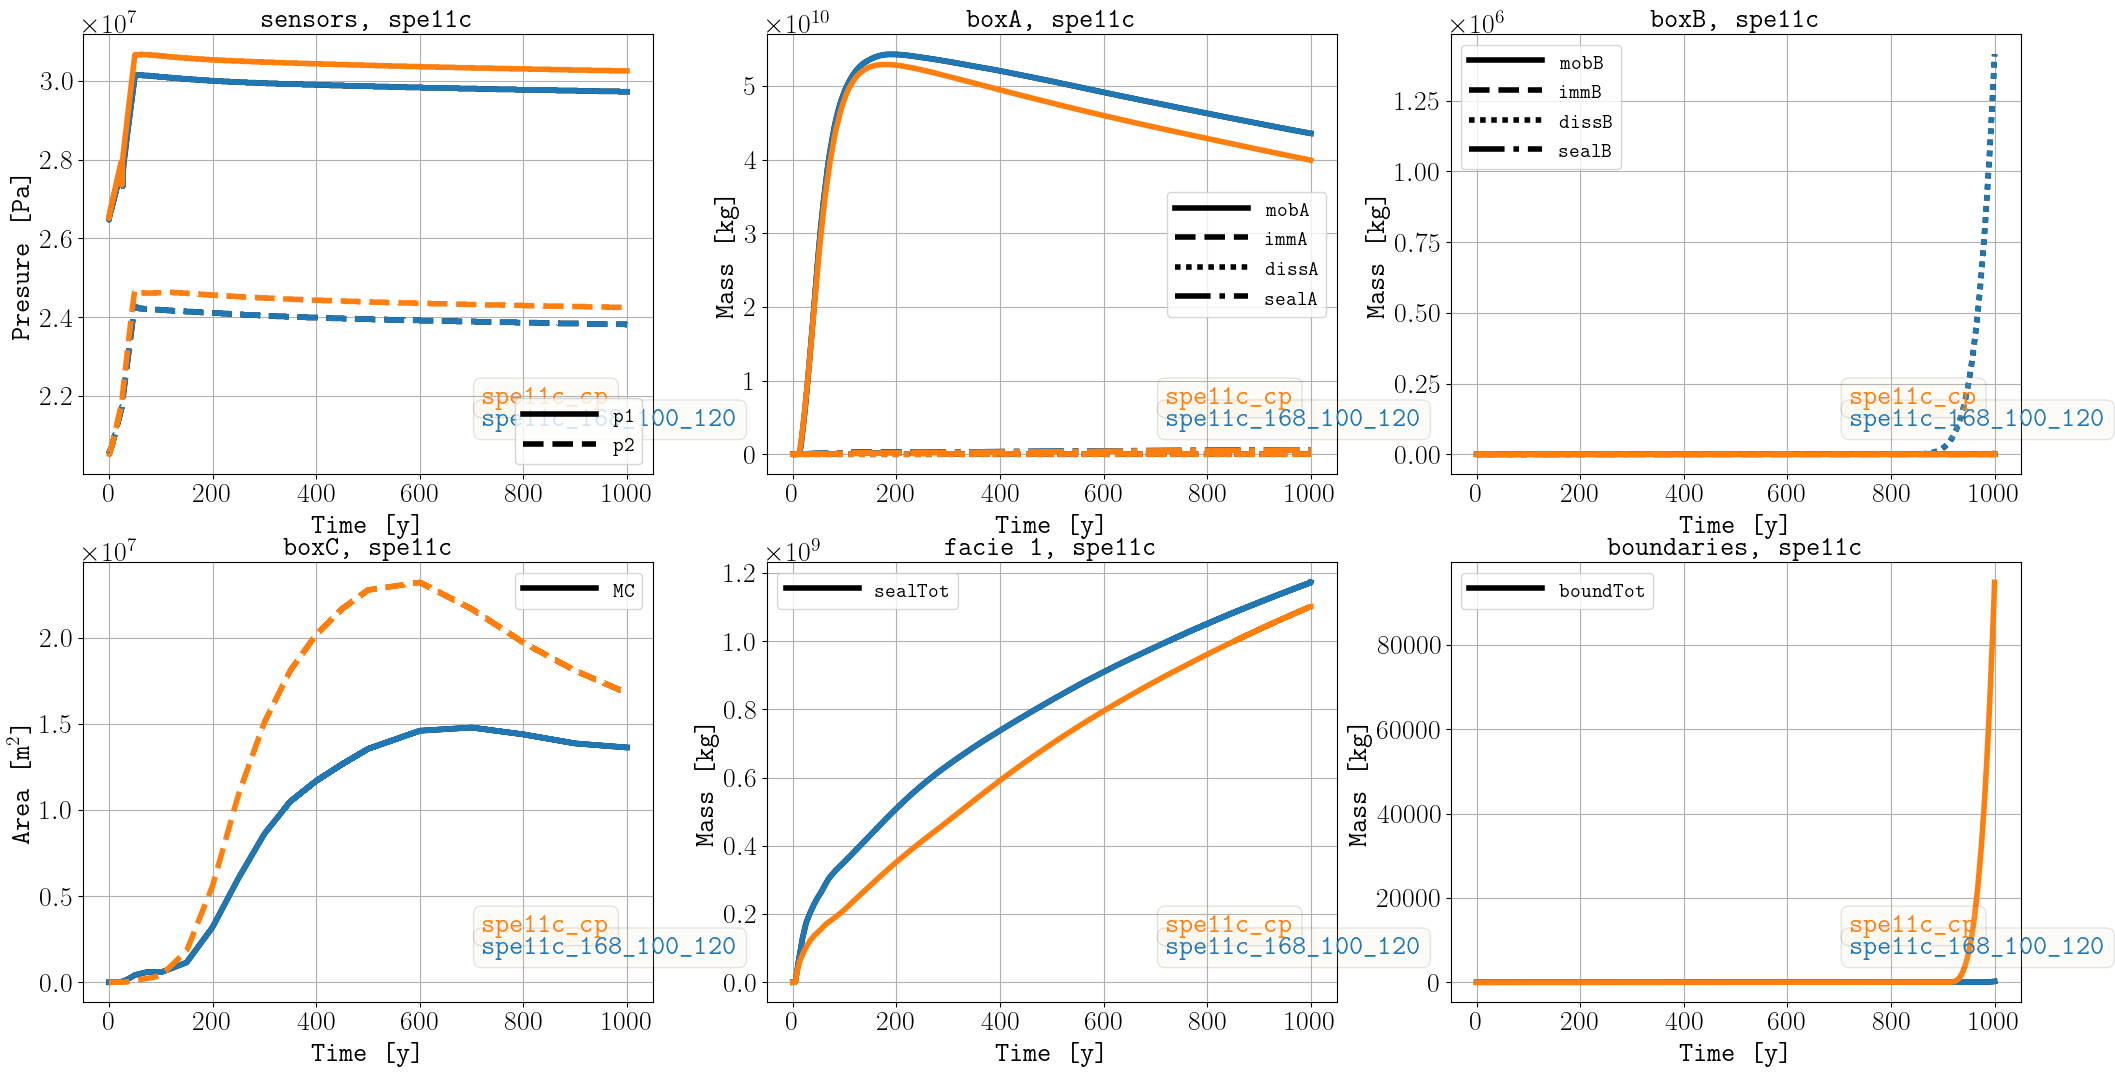 ×10⁷
sensors, spe11c
3.0
2.8
2.6
2.4
2.2
Presure [Pa]
spe11c_cp
spe11c_168_100_120
p1
p2
0 200 400 600 800 1000
Time [y]
×10¹⁰
boxA, spe11c
5
4
3
2
1
0
Mass [kg]
mobA
immA
dissA
sealA
spe11c_cp
spe11c_168_100_120
0 200 400 600 800 1000
Time [y]
×10⁶
boxB, spe11c
mobB
immB
dissB
sealB
1.25
1.00
0.75
0.50
0.25
0.00
Mass [kg]
spe11c_cp
spe11c_168_100_120
0 200 400 600 800 1000
Time [y]
×10⁷
boxC, spe11c
MC
2.0
1.5
1.0
0.5
0.0
Area [m²]
spe11c_cp
spe11c_168_100_120
0 200 400 600 800 1000
Time [y]
×10⁹
facie 1, spe11c
sealTot
1.2
1.0
0.8
0.6
0.4
0.2
0.0
Mass [kg]
spe11c_cp
spe11c_168_100_120
0 200 400 600 800 1000
Time [y]
boundaries, spe11c
boundTot
80000
60000
40000
20000
0
Mass [kg]
spe11c_cp
spe11c_168_100_120
0 200 400 600 800 1000
Time [y]